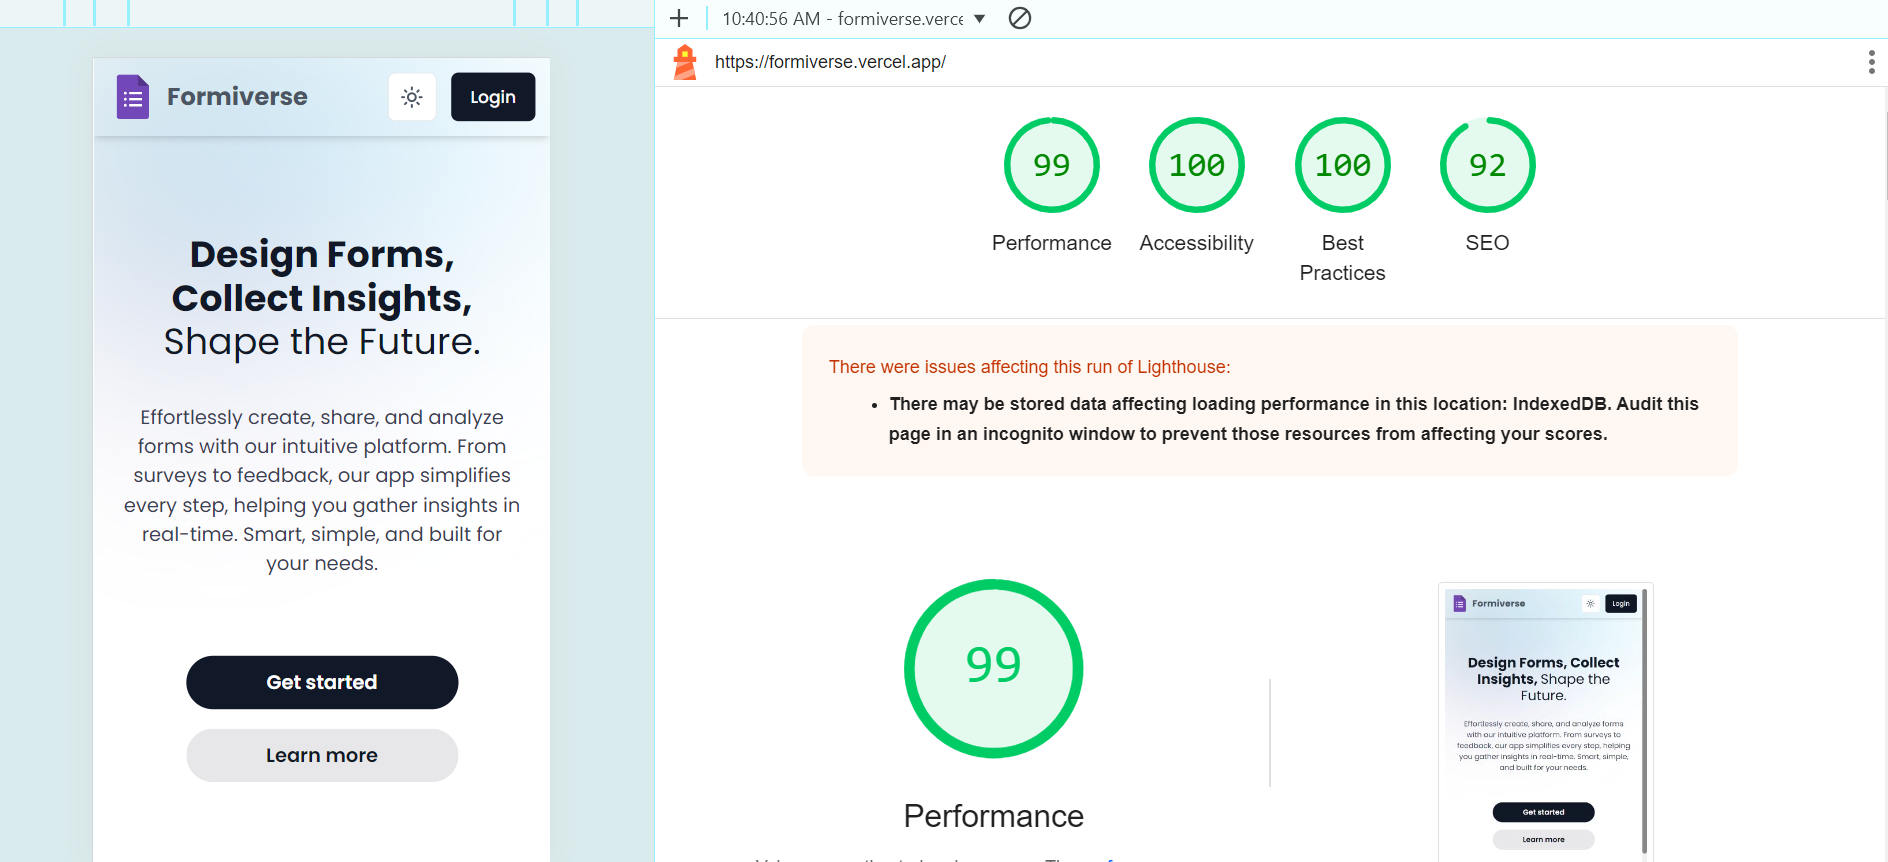 Formiverse
Login
Design Forms,
Collect Insights,
Shape the Future.
Effortlessly create, share, and analyze
forms with our intuitive platform. From
surveys to feedback, our app simplifies
every step, helping you gather insights in
real-time. Smart, simple, and built for
your needs.
Get started
Learn more
10:40:56 AM - formiverse.verce
https://formiverse.vercel.app/
99
100
100
92
Performance
Accessibility
Best
Practices
SEO
There were issues affecting this run of Lighthouse:
• There may be stored data affecting loading performance in this location: IndexedDB. Audit this
page in an incognito window to prevent those resources from affecting your scores.
99
Performance
Formiverse
Login
Design Forms, Collect
Insights, Shape the
Future.
Effortlessly create, share, and analyze forms
with our intuitive platform. From surveys to
feedback, our app simplifies every step, helping
you gather insights in real-time. Smart, simple,
and built for your needs.
Get started
Learn more